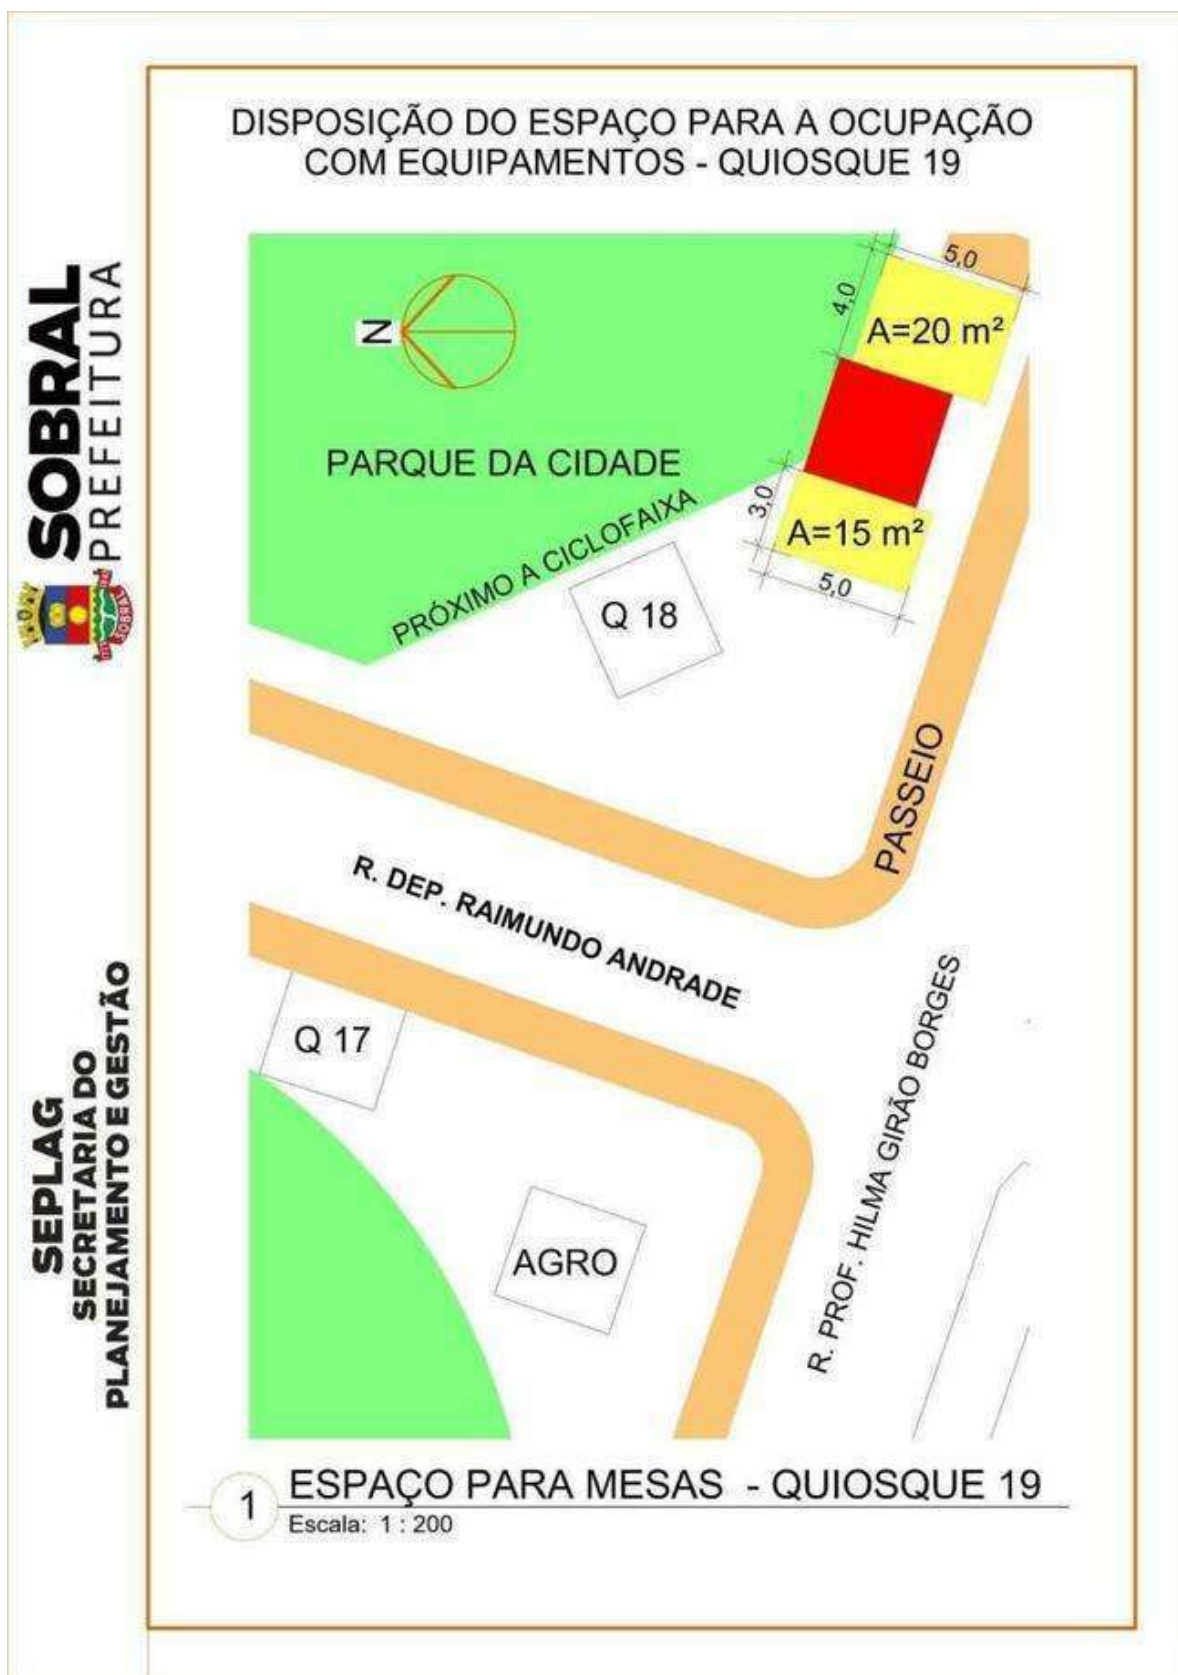 DISPOSIÇÃO DO ESPAÇO PARA A OCUPAÇÃO
COM EQUIPAMENTOS - QUIOSQUE 19
SOBRAL
PREFEITURA
SOBRAL
SEPLAG
SECRETARIA DO
PLANEJAMENTO E GESTÃO
N
5,0
4,0
A=20 m²
PARQUE DA CIDADE
3,0
A=15 m²
5,0
PRÓXIMO A CICLOFAIXA
Q 18
PASSEIO
R. DEP. RAIMUNDO ANDRADE
Q 17
R. PROF. HILMA GIRÃO BORGES
AGRO
1
ESPAÇO PARA MESAS - QUIOSQUE 19
Escala: 1 : 200